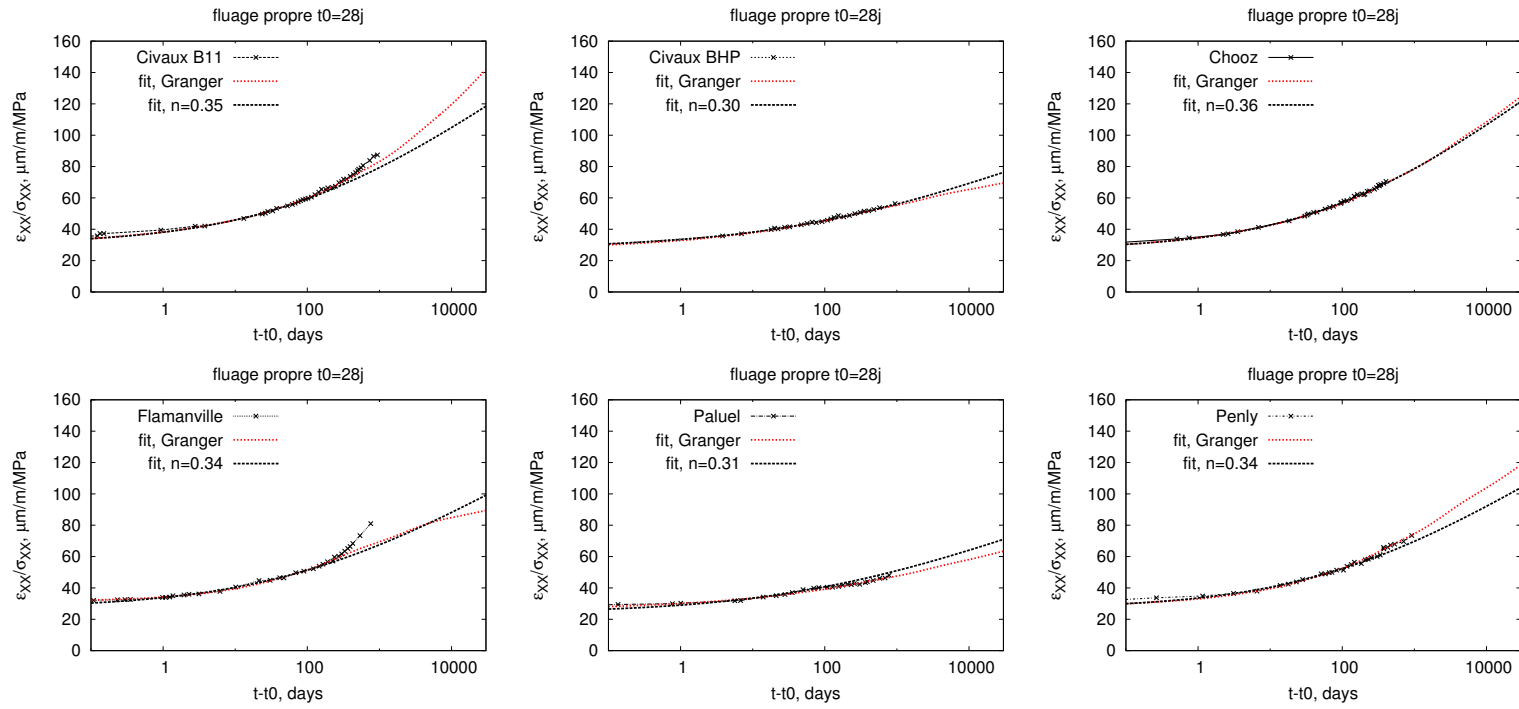 fluage propre t0=28j
160
140
120
100
80
60
40
20
0
εXX/σXX, μm/m/MPa
Civaux B11
fit, Granger
fit, n=0.35
1
100
10000
t-t0, days
fluage propre t0=28j
160
140
120
100
80
60
40
20
0
εXX/σXX, μm/m/MPa
Civaux BHP
fit, Granger
fit, n=0.30
1
100
10000
t-t0, days
fluage propre t0=28j
160
140
120
100
80
60
40
20
0
εXX/σXX, μm/m/MPa
Chooz
fit, Granger
fit, n=0.36
1
100
10000
t-t0, days
fluage propre t0=28j
160
140
120
100
80
60
40
20
0
εXX/σXX, μm/m/MPa
Flamanville
fit, Granger
fit, n=0.34
1
100
10000
t-t0, days
fluage propre t0=28j
160
140
120
100
80
60
40
20
0
εXX/σXX, μm/m/MPa
Paluel
fit, Granger
fit, n=0.31
1
100
10000
t-t0, days
fluage propre t0=28j
160
140
120
100
80
60
40
20
0
εXX/σXX, μm/m/MPa
Penly
fit, Granger
fit, n=0.34
1
100
10000
t-t0, days